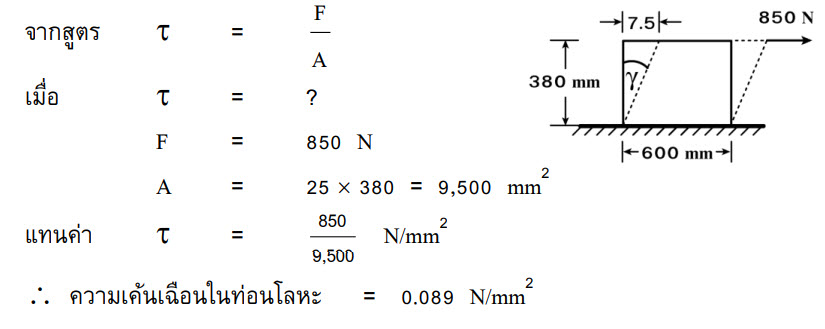 จากสูตร τ = F/A
เมื่อ τ = ?
F = 850 N
A = 25 × 380 = 9,500 mm²
แทนค่า τ = 850/9,500 N/mm²
∴ ความเค้นเฉือนในท่อนโลหะ = 0.089 N/mm²
7.5 850 N
380 mm γ
600 mm